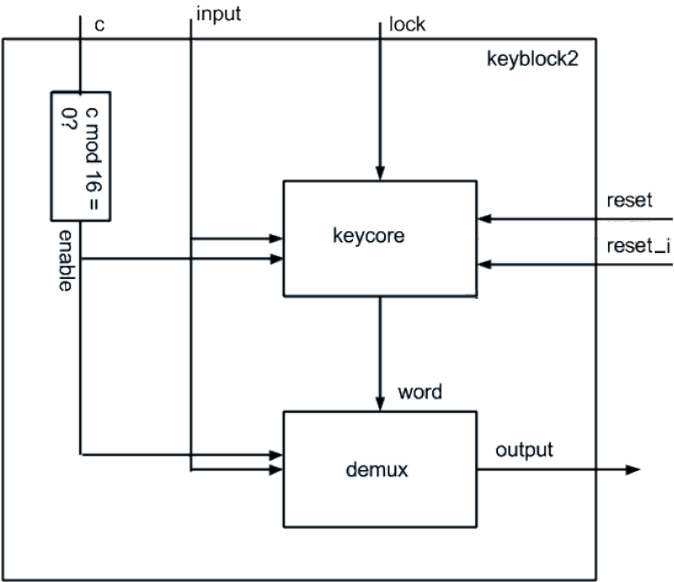 c
input
lock
keyblock2
c mod 16 =
0?
reset
keycore
reset_i
enable
word
output
demux